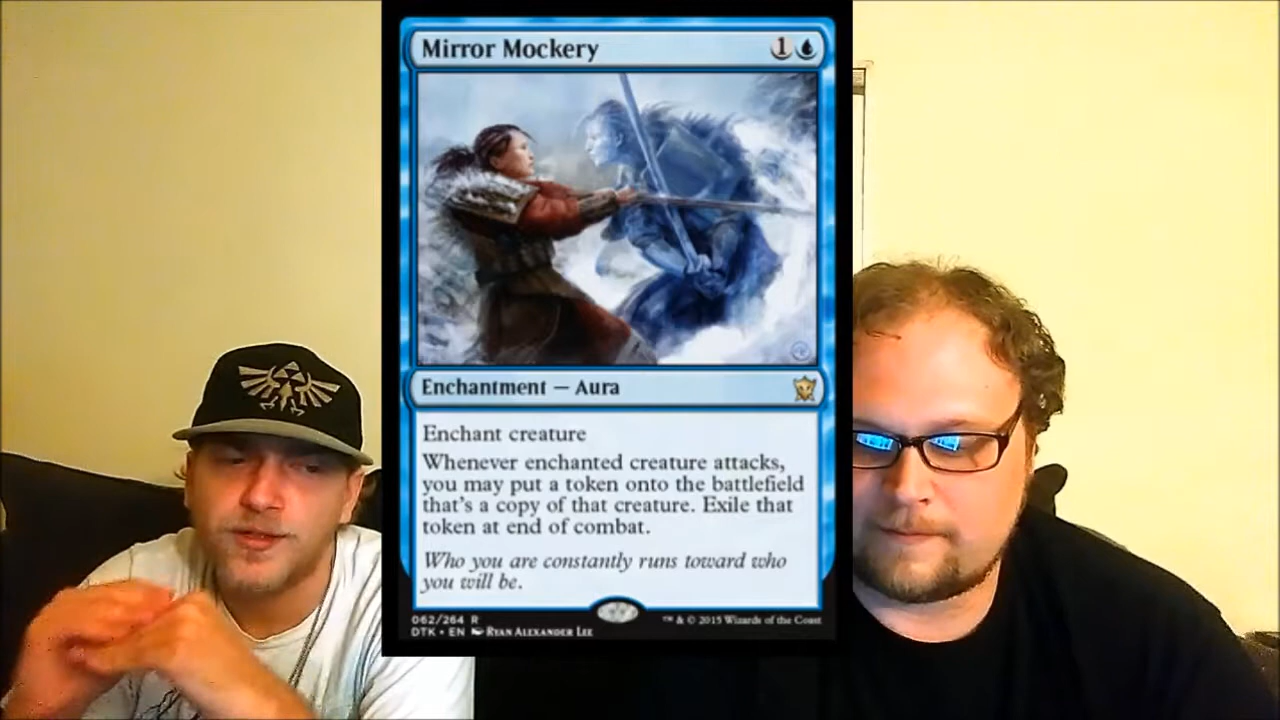 Mirror Mockery 1
Enchantment — Aura
Enchant creature
Whenever enchanted creature attacks,
you may put a token onto the battlefield
that's a copy of that creature. Exile that
token at end of combat.
Who you are constantly runs toward who
you will be.
062/264 R
DTK • EN Ryan Alexander Lee
™ & © 2015 Wizards of the Coast